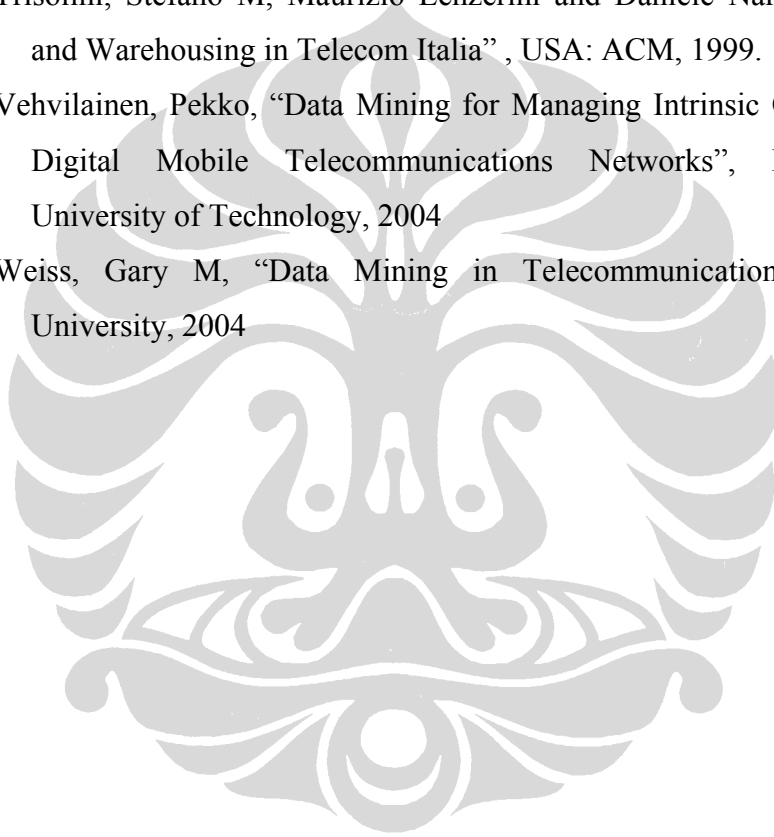 Trisolini, Stefano M, Maurizio Lenzerini and Daniele
and Warehousing in Telecom Italia” , USA: ACM, 1999.
Vehvilainen, Pekko, “Data Mining for Managing Intrinsic
Digital Mobile Telecommunications Networks”,
University of Technology, 2004
Weiss, Gary M, “Data Mining in Telecommunication
University, 2004